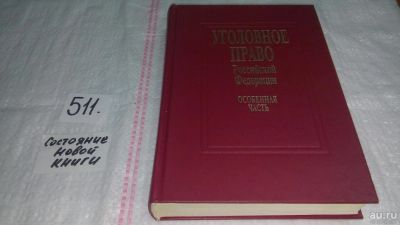 УГОЛОВНОЕ
ПРАВО
Российской
Федерации
ОСОБЕННАЯ
ЧАСТЬ
511.
Состояние
новой
книги
au.ru